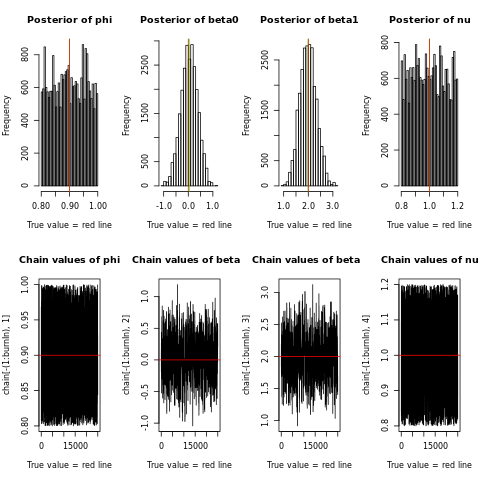 Posterior of phi
Posterior of beta0
Posterior of beta1
Posterior of nu
Frequency
0 200 400 600 800
0.80 0.90 1.00
True value = red line
Frequency
0 500 1500 2500
-1.0 0.0 1.0
True value = red line
Frequency
0 500 1500 2500
1.0 2.0 3.0
True value = red line
Frequency
0 200 400 600 800
0.8 1.0 1.2
True value = red line
Chain values of phi
Chain values of beta
Chain values of beta
Chain values of nu
chain[-(1:burnIn), 1]
0.80 0.85 0.90 0.95 1.00
0 15000
True value = red line
chain[-(1:burnIn), 2]
-1.0 -0.5 0.0 0.5 1.0
0 15000
True value = red line
chain[-(1:burnIn), 3]
1.0 1.5 2.0 2.5 3.0
0 15000
True value = red line
chain[-(1:burnIn), 4]
0.8 0.9 1.0 1.1 1.2
0 15000
True value = red line